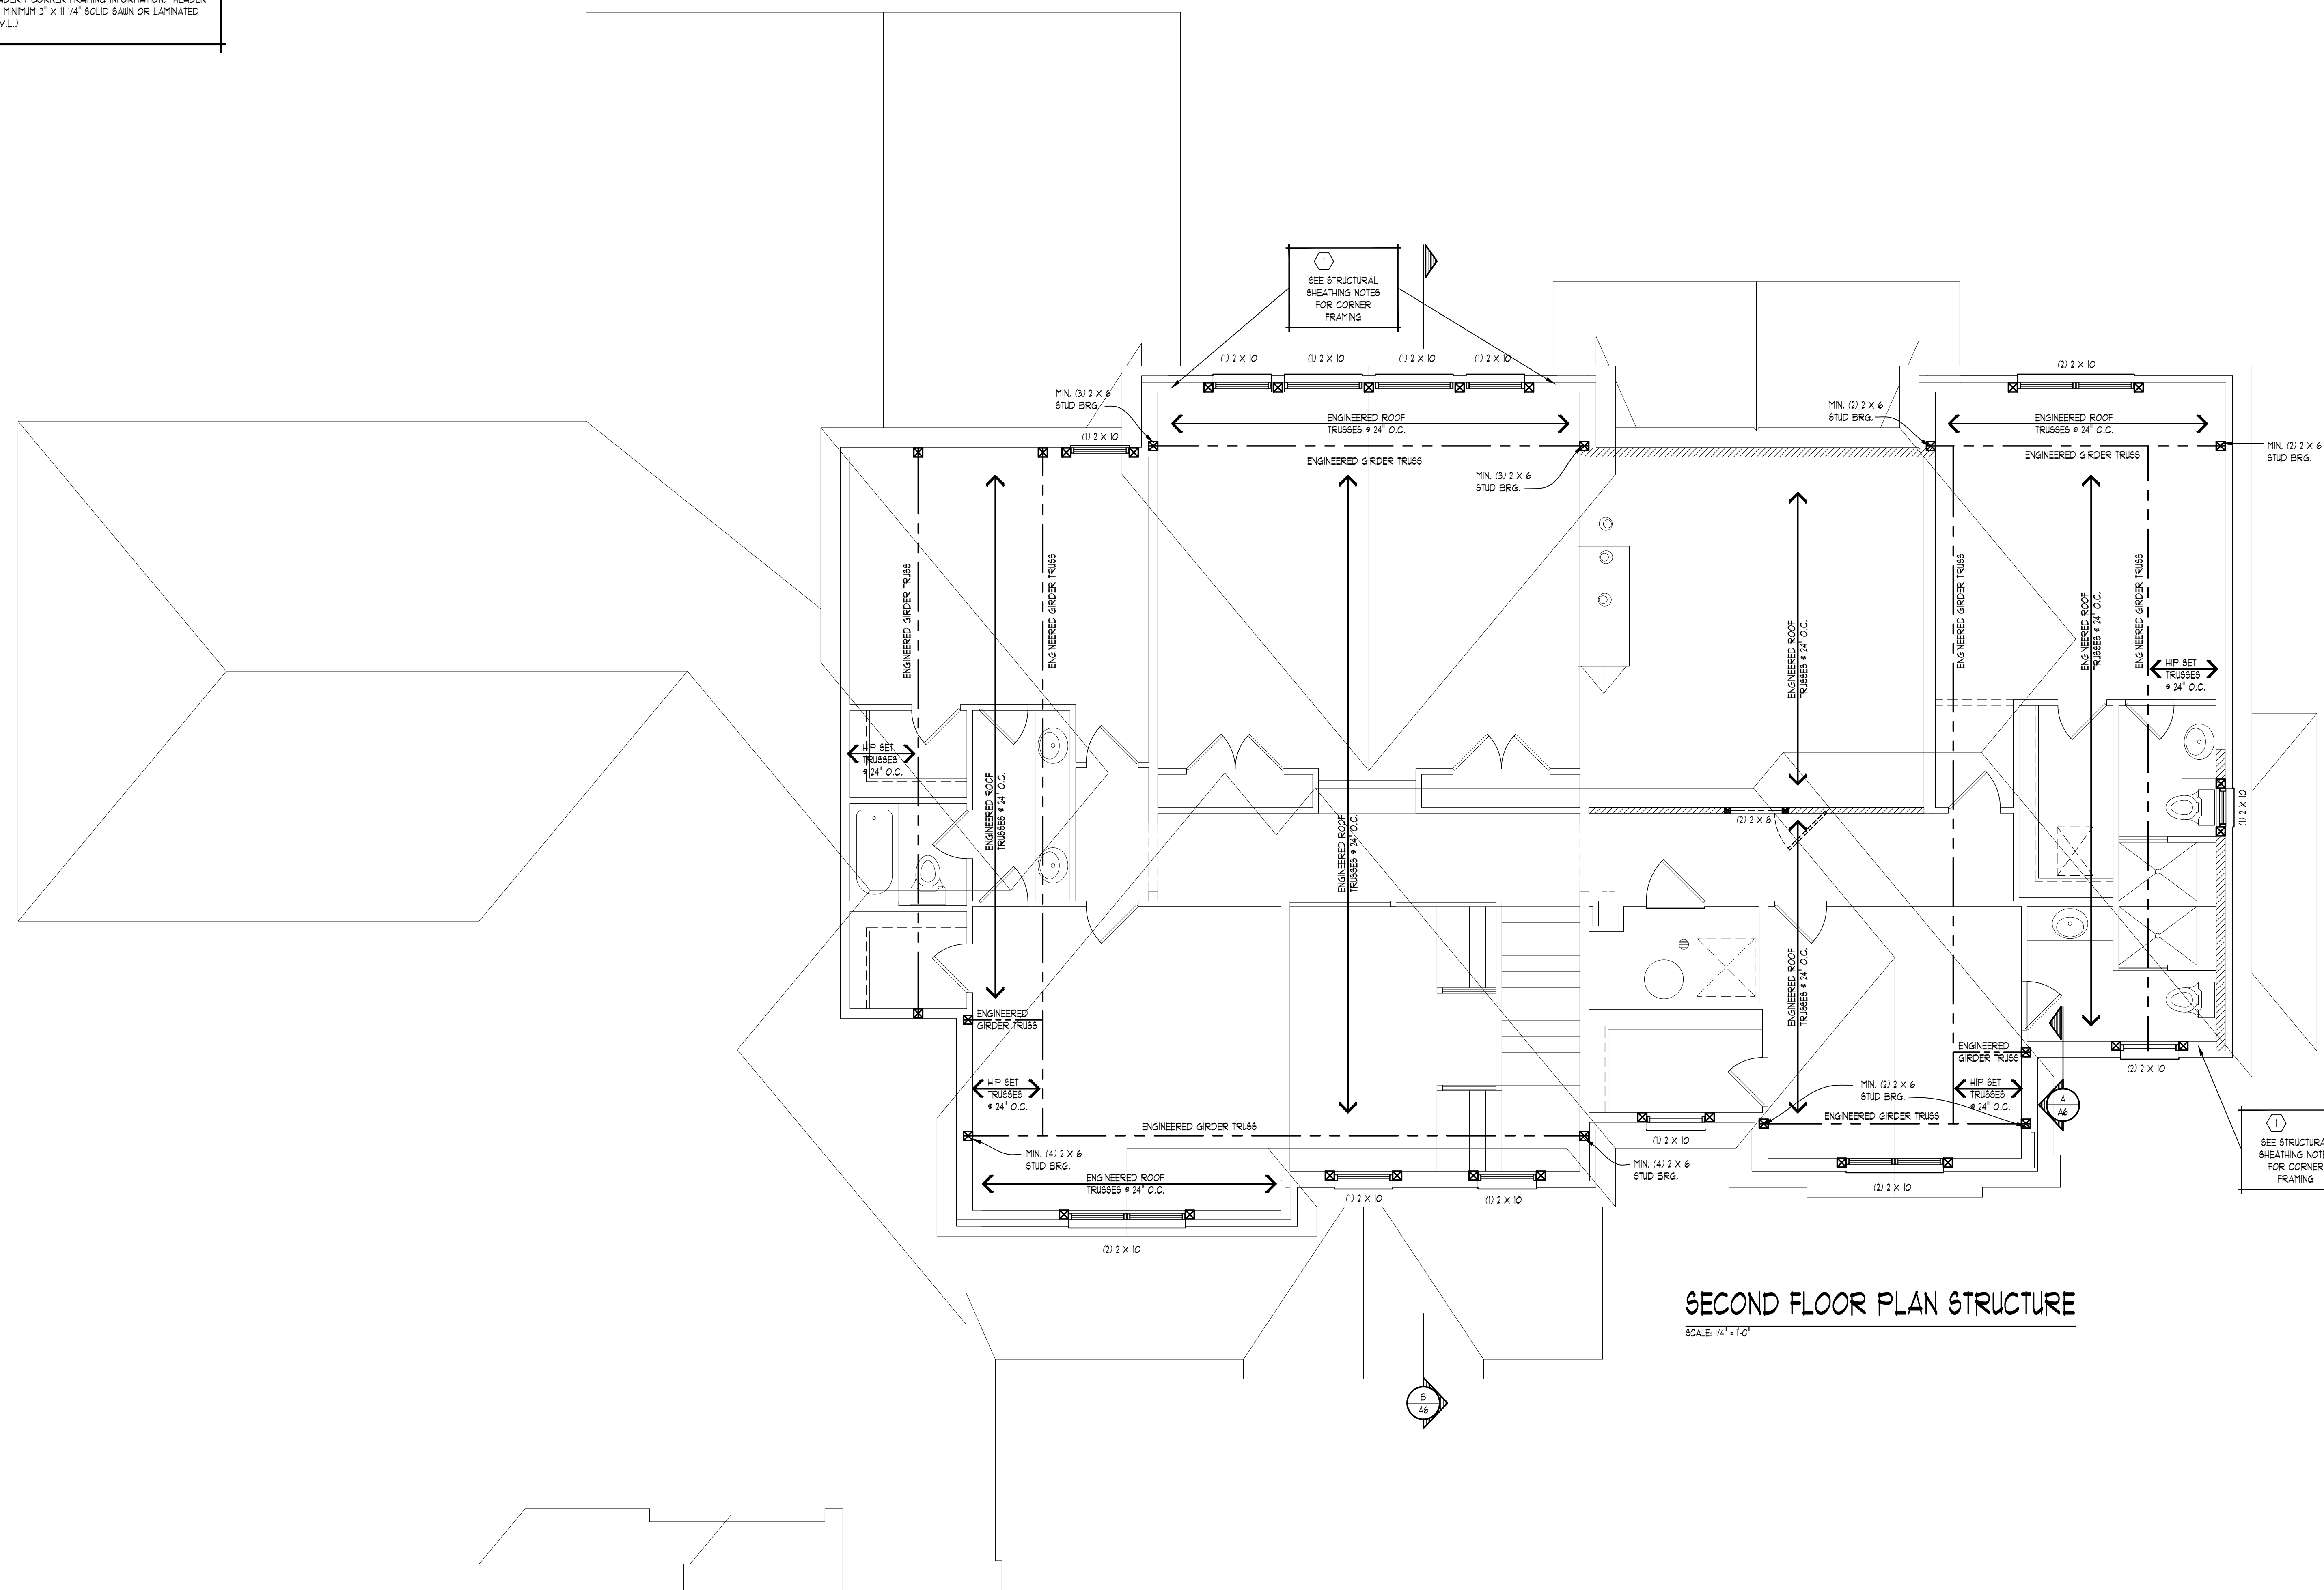 HEADER / CORNER FRAMING INFORMATION. HEADER
MINIMUM 3" X 11 1/4" SOLID SAWN OR LAMINATED
V.L.)
1
SEE STRUCTURAL
SHEATHING NOTES
FOR CORNER
FRAMING
(1) 2 X 10
(1) 2 X 10
(1) 2 X 10
(1) 2 X 10
(2) 2 X 10
MIN. (3) 2 X 6
STUD BRG.
ENGINEERED ROOF
TRUSSES @ 24" O.C.
MIN. (2) 2 X 6
STUD BRG.
ENGINEERED ROOF
TRUSSES @ 24" O.C.
(1) 2 X 10
ENGINEERED GIRDER TRUSS
ENGINEERED GIRDER TRUSS
MIN. (2) 2 X 6
STUD BRG.
MIN. (3) 2 X 6
STUD BRG.
ENGINEERED GIRDER TRUSS
ENGINEERED GIRDER TRUSS
ENGINEERED ROOF
TRUSSES @ 24" O.C.
ENGINEERED GIRDER TRUSS
ENGINEERED ROOF
TRUSSES @ 24" O.C.
ENGINEERED GIRDER TRUSS
HIP SET
TRUSSES
@ 24" O.C.
HIP SET
TRUSSES
@ 24" O.C.
ENGINEERED ROOF
TRUSSES @ 24" O.C.
ENGINEERED ROOF
TRUSSES @ 24" O.C.
(2) 2 X 8
(1) 2 X 10
ENGINEERED ROOF
TRUSSES @ 24" O.C.
ENGINEERED
GIRDER TRUSS
ENGINEERED
GIRDER TRUSS
HIP SET
TRUSSES
@ 24" O.C.
MIN. (2) 2 X 6
STUD BRG.
HIP SET
TRUSSES
@ 24" O.C.
(2) 2 X 10
A
A6
ENGINEERED GIRDER TRUSS
ENGINEERED GIRDER TRUSS
1
SEE STRUCTURA
SHEATHING NOTE
FOR CORNER
FRAMING
(1) 2 X 10
MIN. (4) 2 X 6
STUD BRG.
MIN. (4) 2 X 6
STUD BRG.
ENGINEERED ROOF
TRUSSES @ 24" O.C.
(1) 2 X 10
(1) 2 X 10
(2) 2 X 10
(2) 2 X 10
SECOND FLOOR PLAN STRUCTURE
SCALE: 1/4" = 1'-0"
B
A6